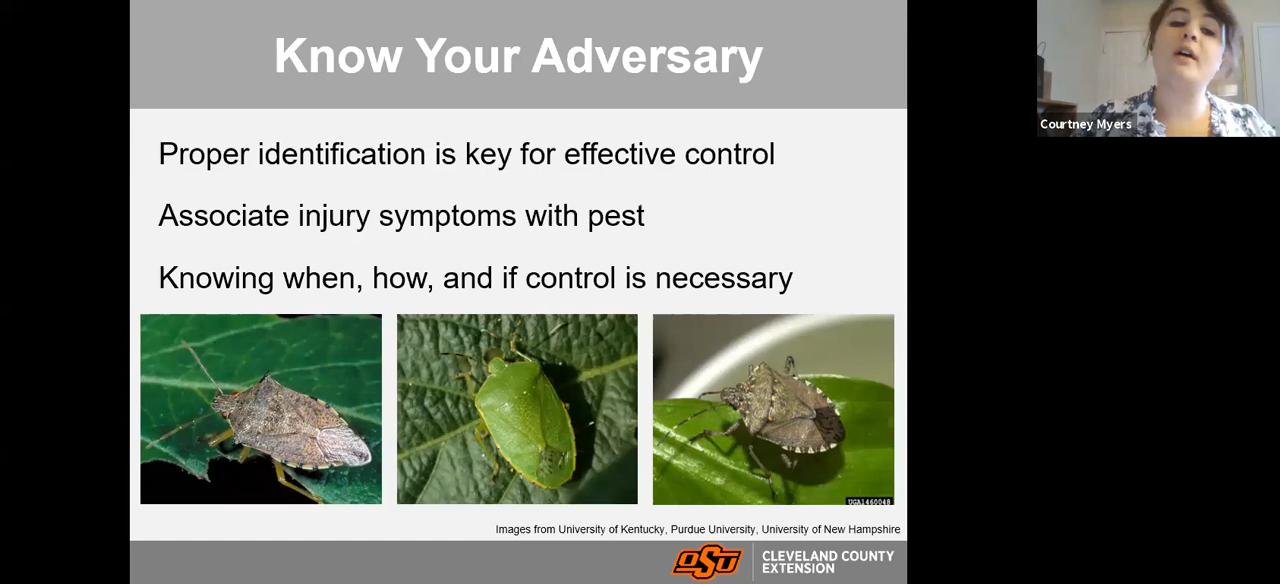 Know Your Adversary
Courtney Myers
Proper identification is key for effective control
Associate injury symptoms with pest
Knowing when, how, and if control is necessary
UGA1460048
Images from University of Kentucky, Purdue University, University of New Hampshire
OSU
CLEVELAND COUNTY
EXTENSION